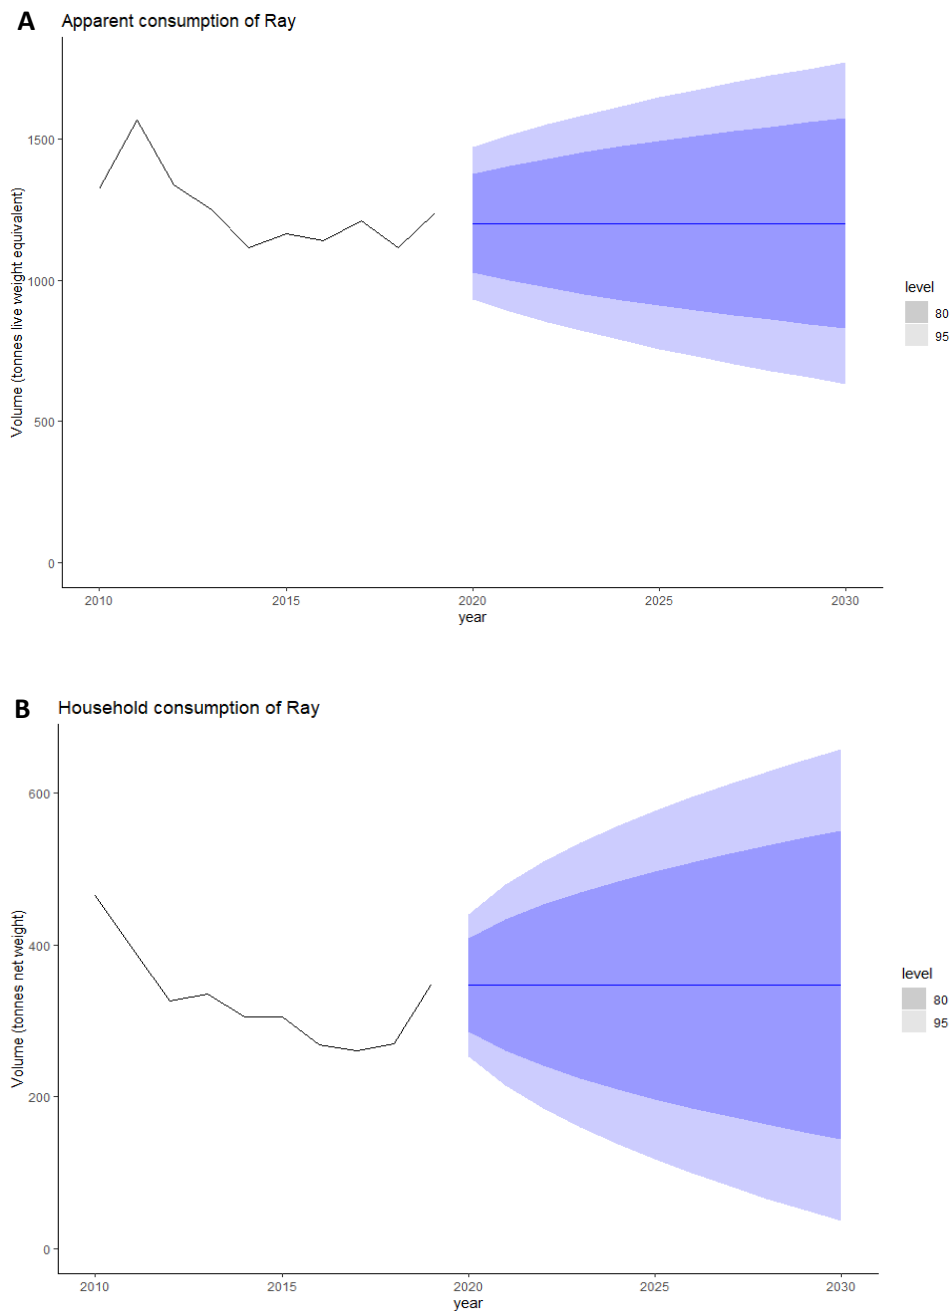 A Apparent consumption of Ray
Volume (tonnes live weight equivalent)
1500
1000
500
0
2010 2015 2020 2025 2030
year
level
80
95
B Household consumption of Ray
Volume (tonnes net weight)
600
400
200
0
2010 2015 2020 2025 2030
year
level
80
95